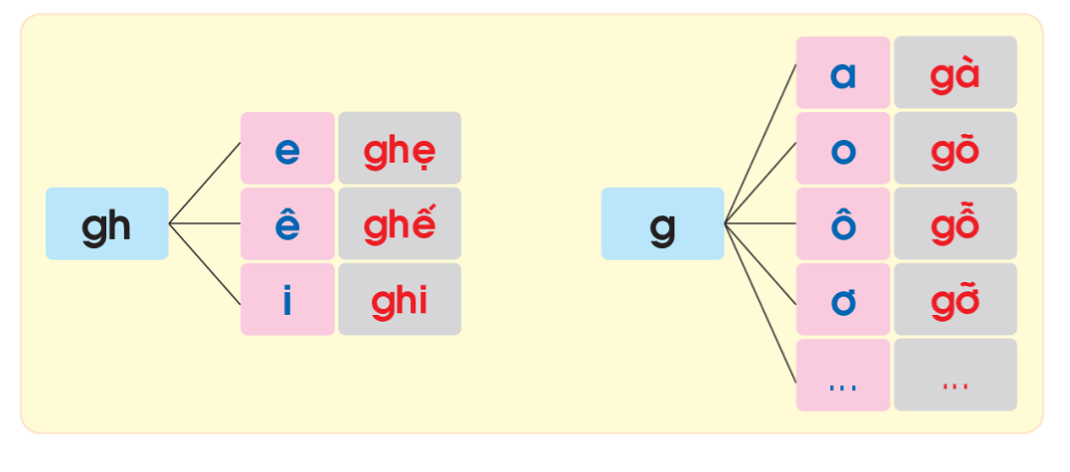 gh
e ghẹ
ê ghế
i ghi
g
a gà
o gõ
ô gỗ
ơ gỡ
... ...